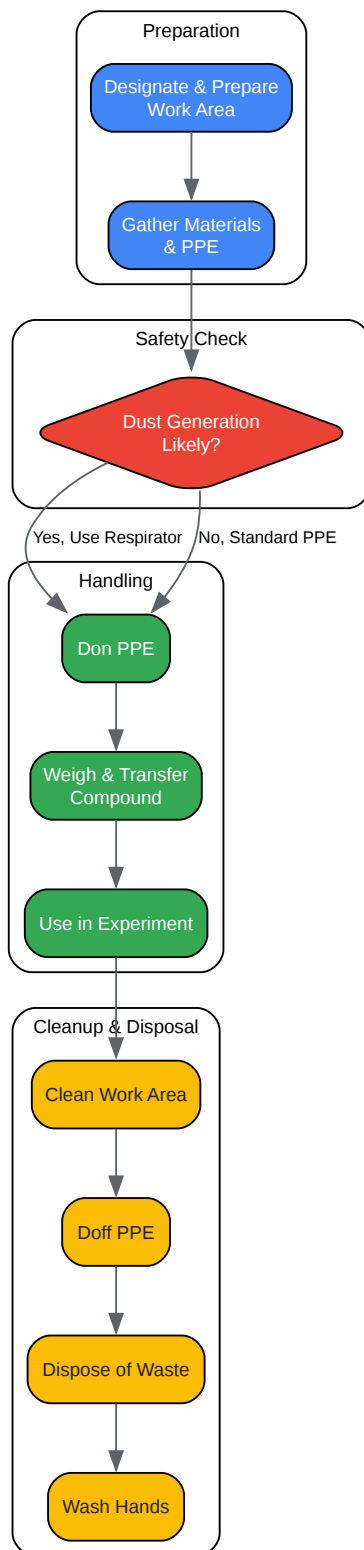 Preparation
Designate & Prepare
Work Area
Gather Materials
& PPE
Safety Check
Dust Generation
Likely?
Yes, Use Respirator
No, Standard PPE
Handling
Don PPE
Weigh & Transfer
Compound
Use in Experiment
Cleanup & Disposal
Clean Work Area
Doff PPE
Dispose of Waste
Wash Hands